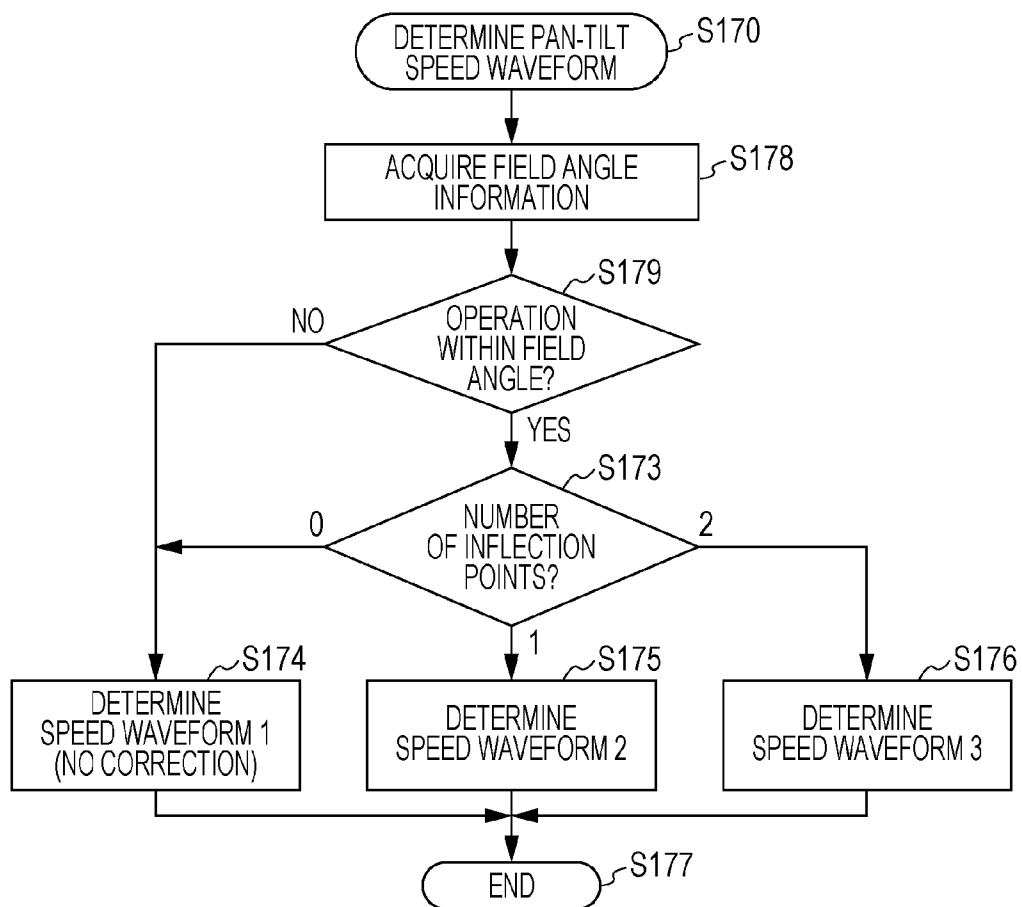 DETERMINE PAN-TILT
SPEED WAVEFORM
S170
ACQUIRE FIELD ANGLE
INFORMATION
S178
S179
NO
OPERATION
WITHIN FIELD
ANGLE?
YES
S173
0
NUMBER
OF INFLECTION
POINTS?
2
1
S174
DETERMINE
SPEED WAVEFORM 1
(NO CORRECTION)
S175
DETERMINE
SPEED WAVEFORM 2
S176
DETERMINE
SPEED WAVEFORM 3
END
S177